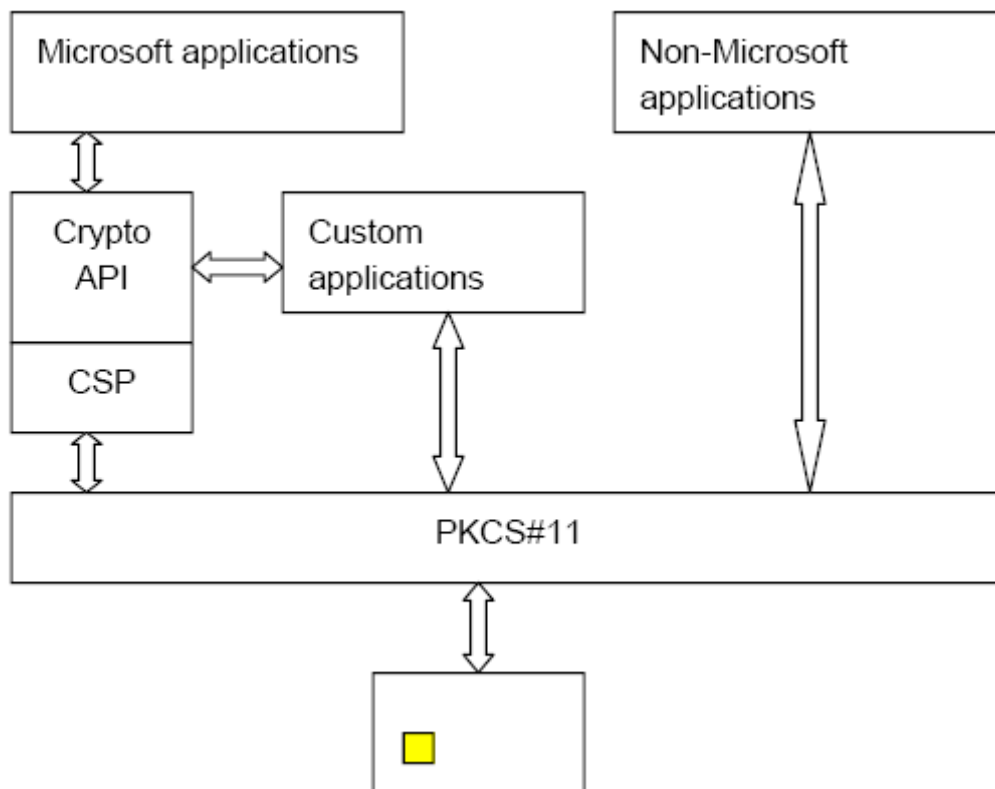 Microsoft applications
Non-Microsoft
applications
Crypto
API
Custom
applications
CSP
PKCS#11